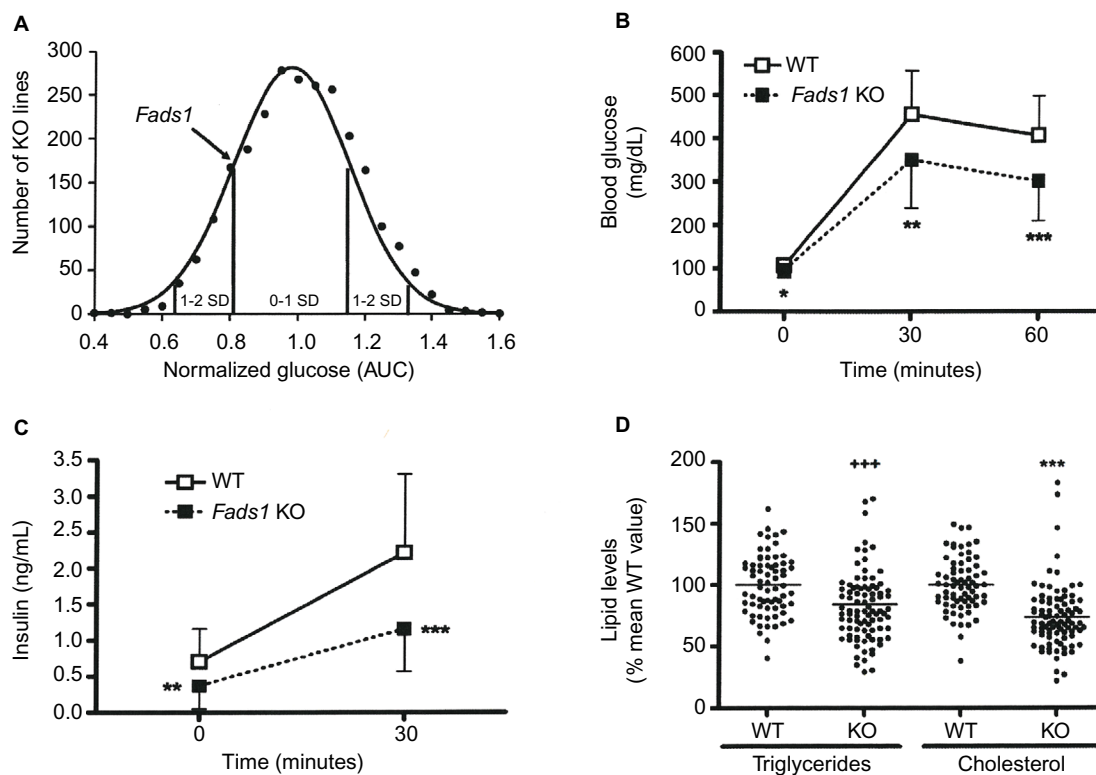 A
Number of KO lines
300
250
200
150
100
50
0
Fads1
1-2 SD
0-1 SD
1-2 SD
0.4
0.6
0.8
1.0
1.2
1.4
1.6
Normalized glucose (AUC)
B
Blood glucose
(mg/dL)
600
500
400
300
200
100
0
WT
Fads1 KO
*
**
***
0
30
60
Time (minutes)
C
Insulin (ng/mL)
3.5
3.0
2.5
2.0
1.5
1.0
0.5
0.0
WT
Fads1 KO
**
***
0
30
Time (minutes)
D
Lipid levels
(% mean WT value)
200
150
100
50
0
+++
***
WT
KO
WT
KO
Triglycerides
Cholesterol